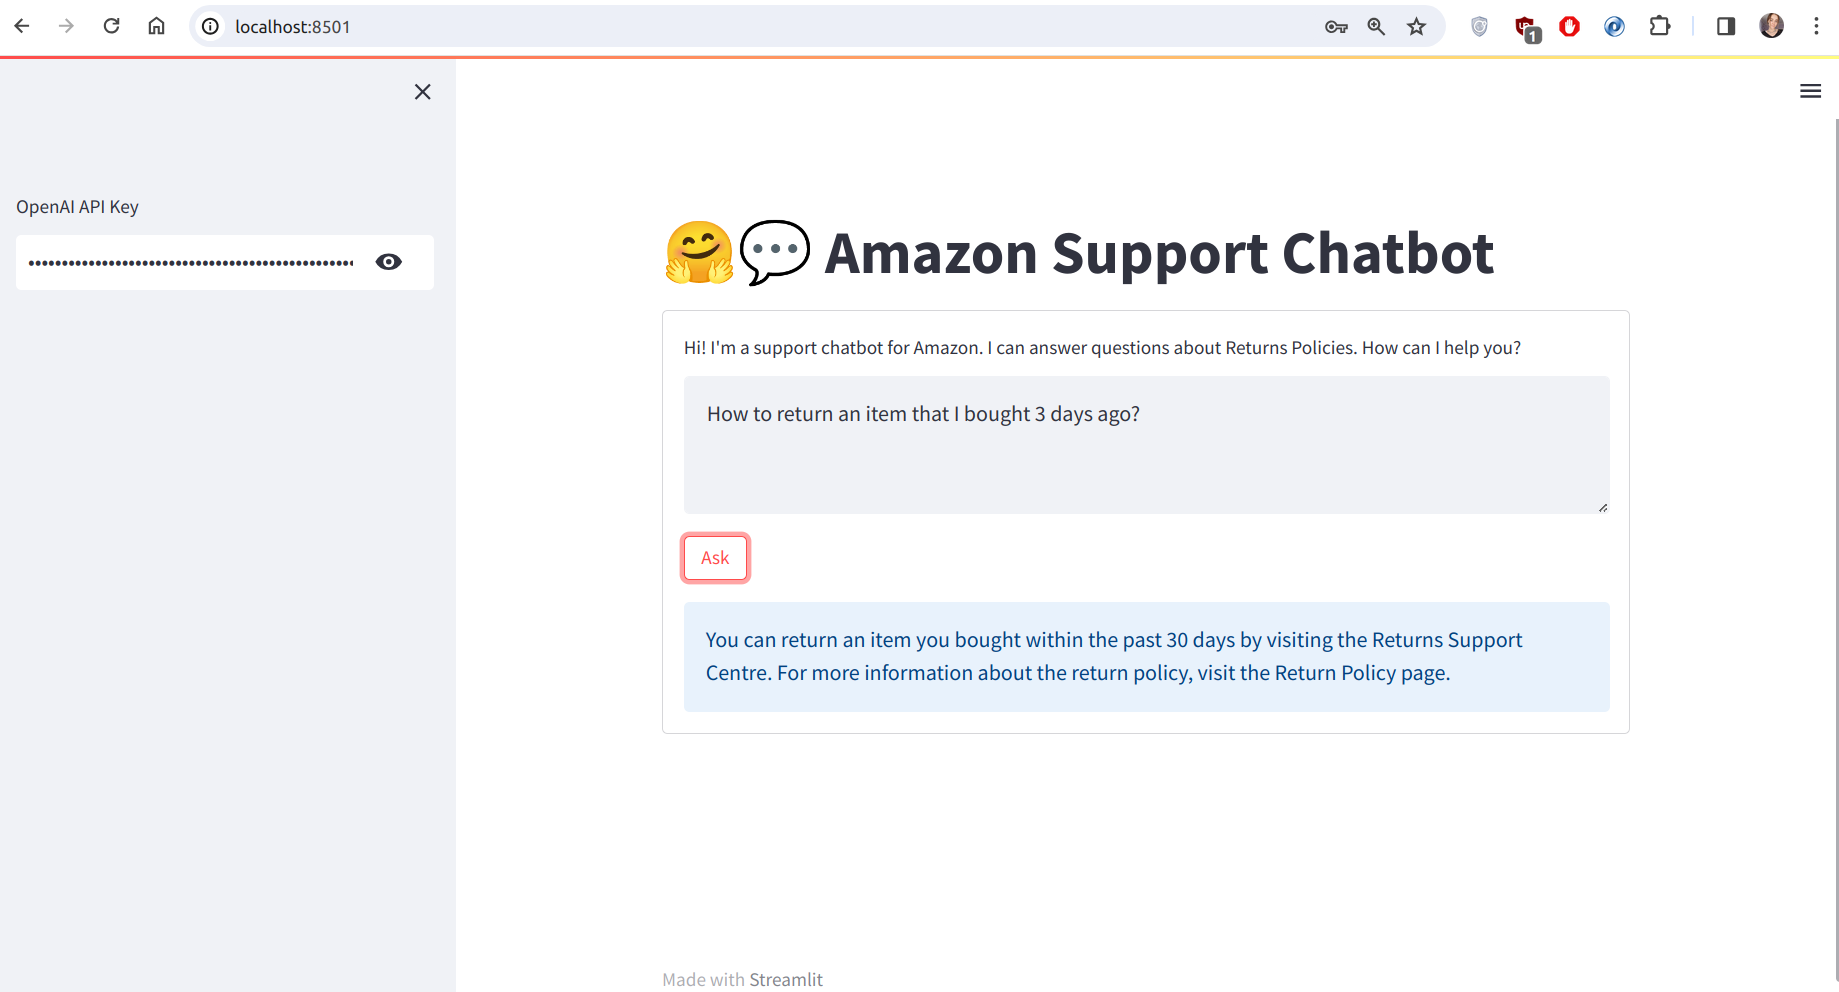 localhost:8501
1
OpenAI API Key
••••••••••••••••••••••••••••••••••••••••••••••••••
🤗💬 Amazon Support Chatbot
Hi! I'm a support chatbot for Amazon. I can answer questions about Returns Policies. How can I help you?
How to return an item that I bought 3 days ago?
Ask
You can return an item you bought within the past 30 days by visiting the Returns Support
Centre. For more information about the return policy, visit the Return Policy page.
Made with Streamlit